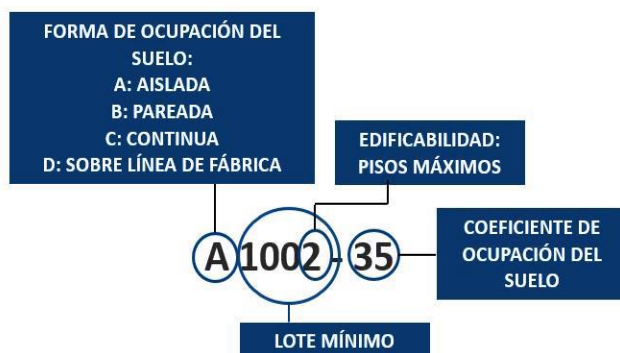 FORMA DE OCUPACIÓN DEL
SUELO:
A: AISLADA
B: PAREADA
C: CONTINUA
D: SOBRE LÍNEA DE FÁBRICA
EDIFICABILIDAD:
PISOS MÁXIMOS
A1002-35
COEFICIENTE DE
OCUPACIÓN DEL
SUELO
LOTE MÍNIMO